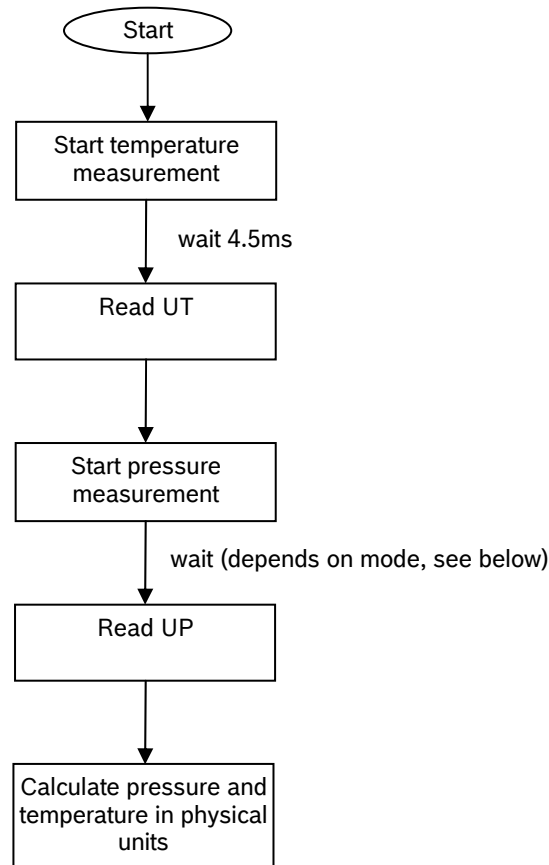 Start
Start temperature
measurement
wait 4.5ms
Read UT
Start pressure
measurement
wait (depends on mode, see below)
Read UP
Calculate pressure and
temperature in physical
units